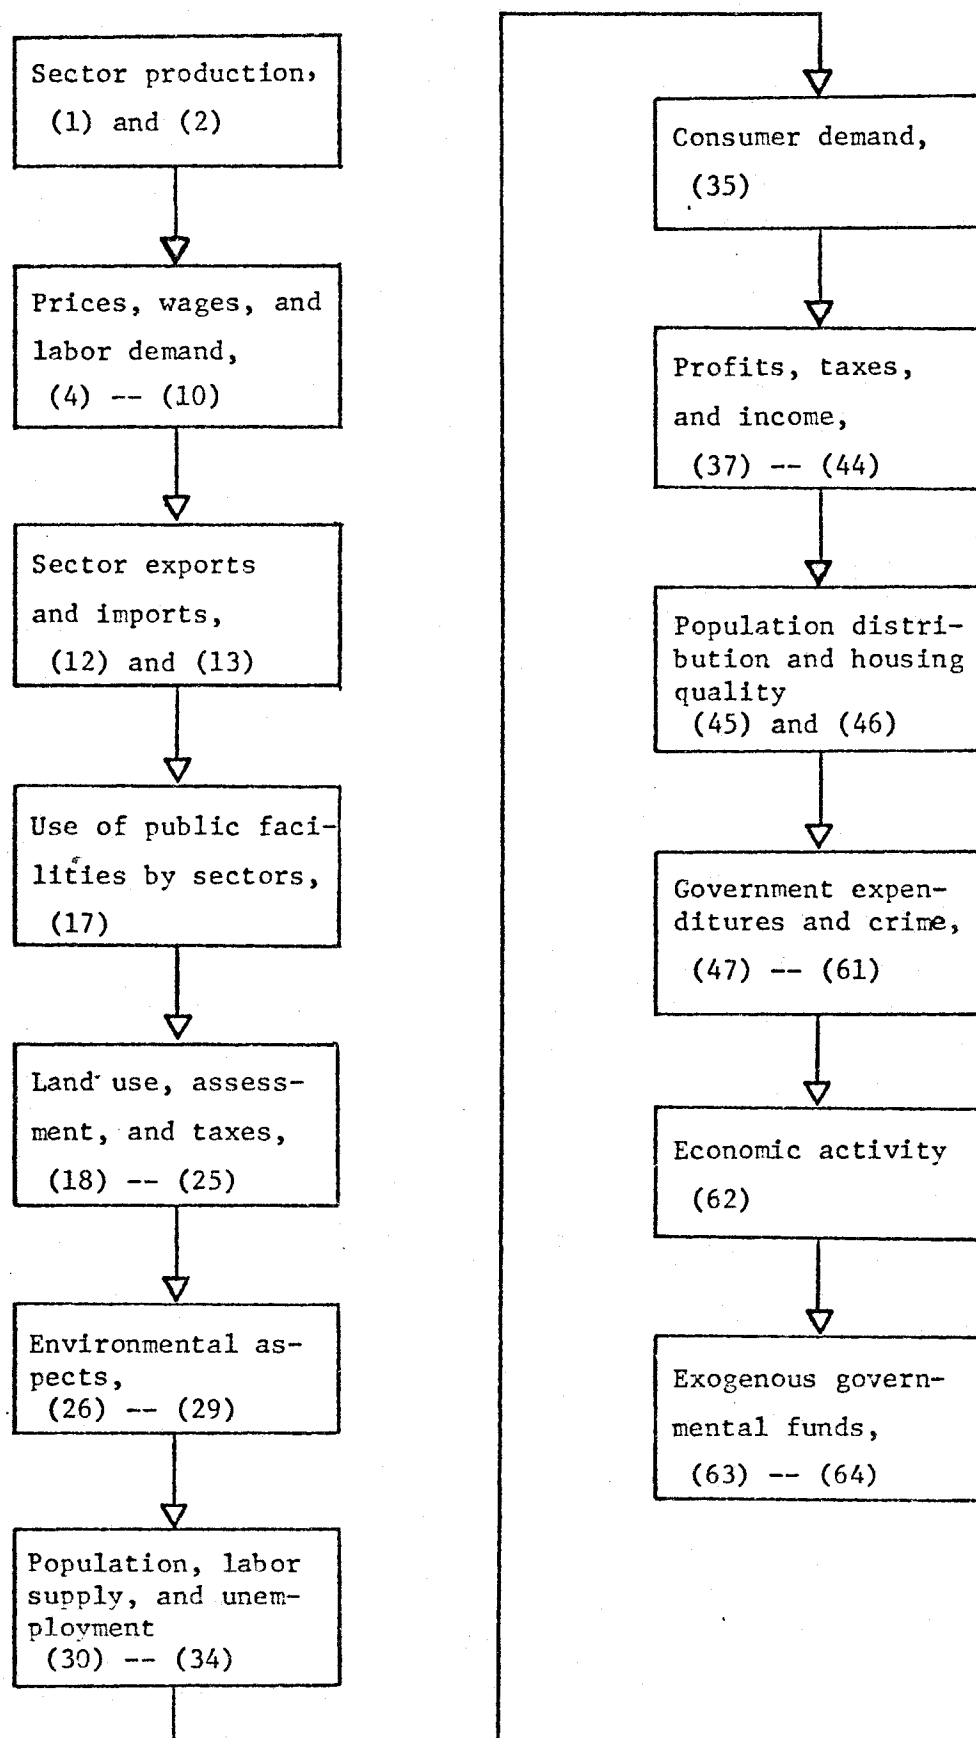 Sector production,
(1) and (2)
Prices, wages, and
labor demand,
(4) -- (10)
Sector exports
and imports,
(12) and (13)
Use of public faci-
lities by sectors,
(17)
Land use, assess-
ment, and taxes,
(18) -- (25)
Environmental as-
pects,
(26) -- (29)
Population, labor
supply, and unem-
ployment
(30) -- (34)
Consumer demand,
(35)
Profits, taxes,
and income,
(37) -- (44)
Population distri-
bution and housing
quality
(45) and (46)
Government expen-
ditures and crime,
(47) -- (61)
Economic activity
(62)
Exogenous govern-
mental funds,
(63) -- (64)